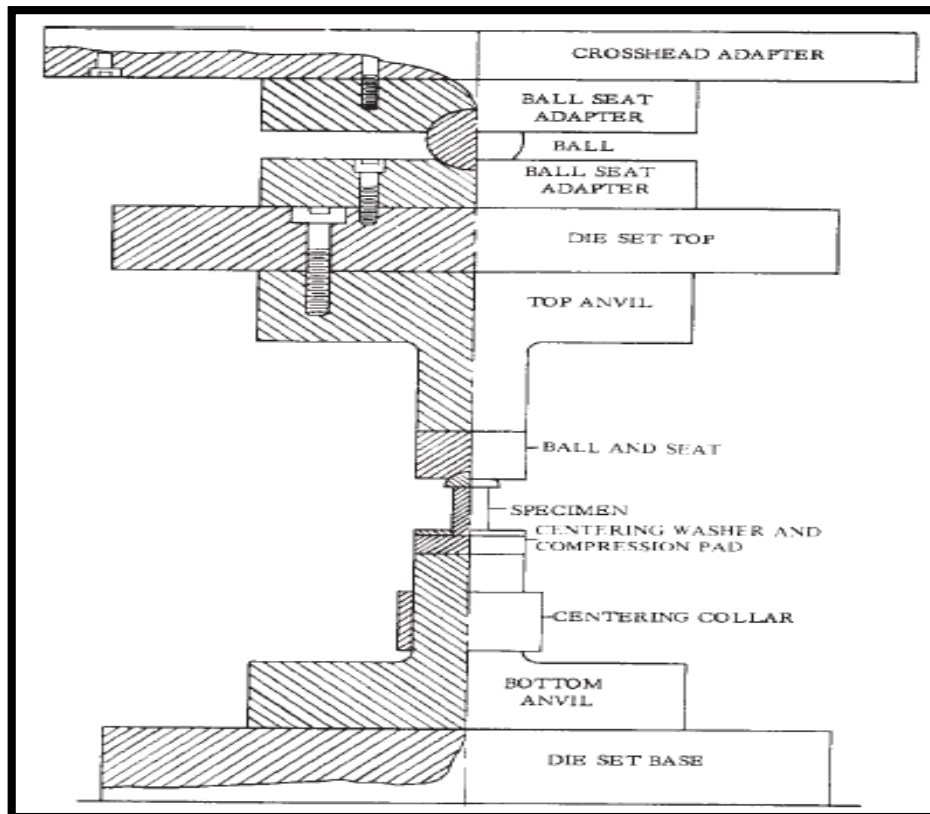 CROSSHEAD ADAPTER
BALL SEAT
ADAPTER
BALL
BALL SEAT
ADAPTER
DIE SET TOP
TOP ANVIL
BALL AND SEAT
SPECIMEN
CENTERING WASHER AND
COMPRESSION PAD
CENTERING COLLAR
BOTTOM
ANVIL
DIE SET BASE